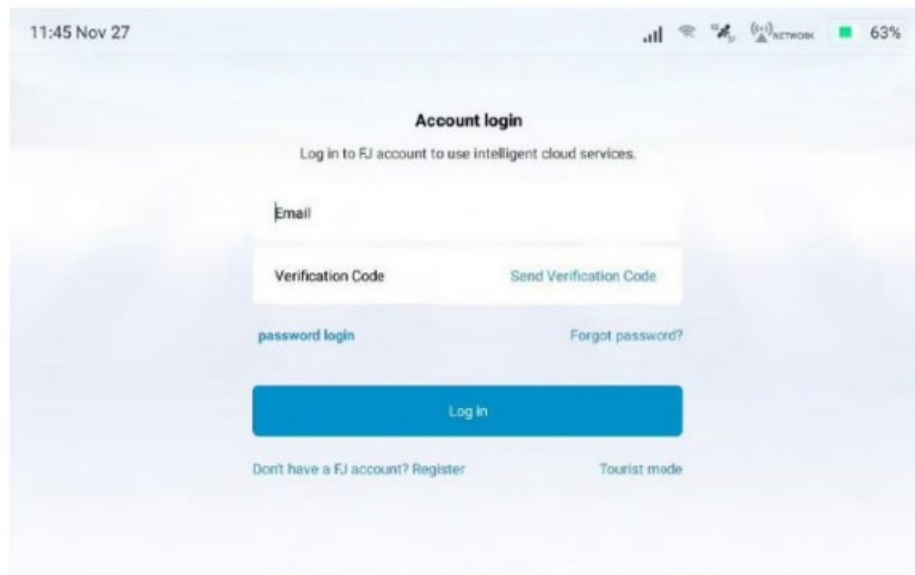 11:45 Nov 27
NETWORK 63%
Account login
Log in to FJ account to use intelligent cloud services.
Email
Verification Code Send Verification Code
password login Forgot password?
Log in
Don't have a FJ account? Register Tourist mode